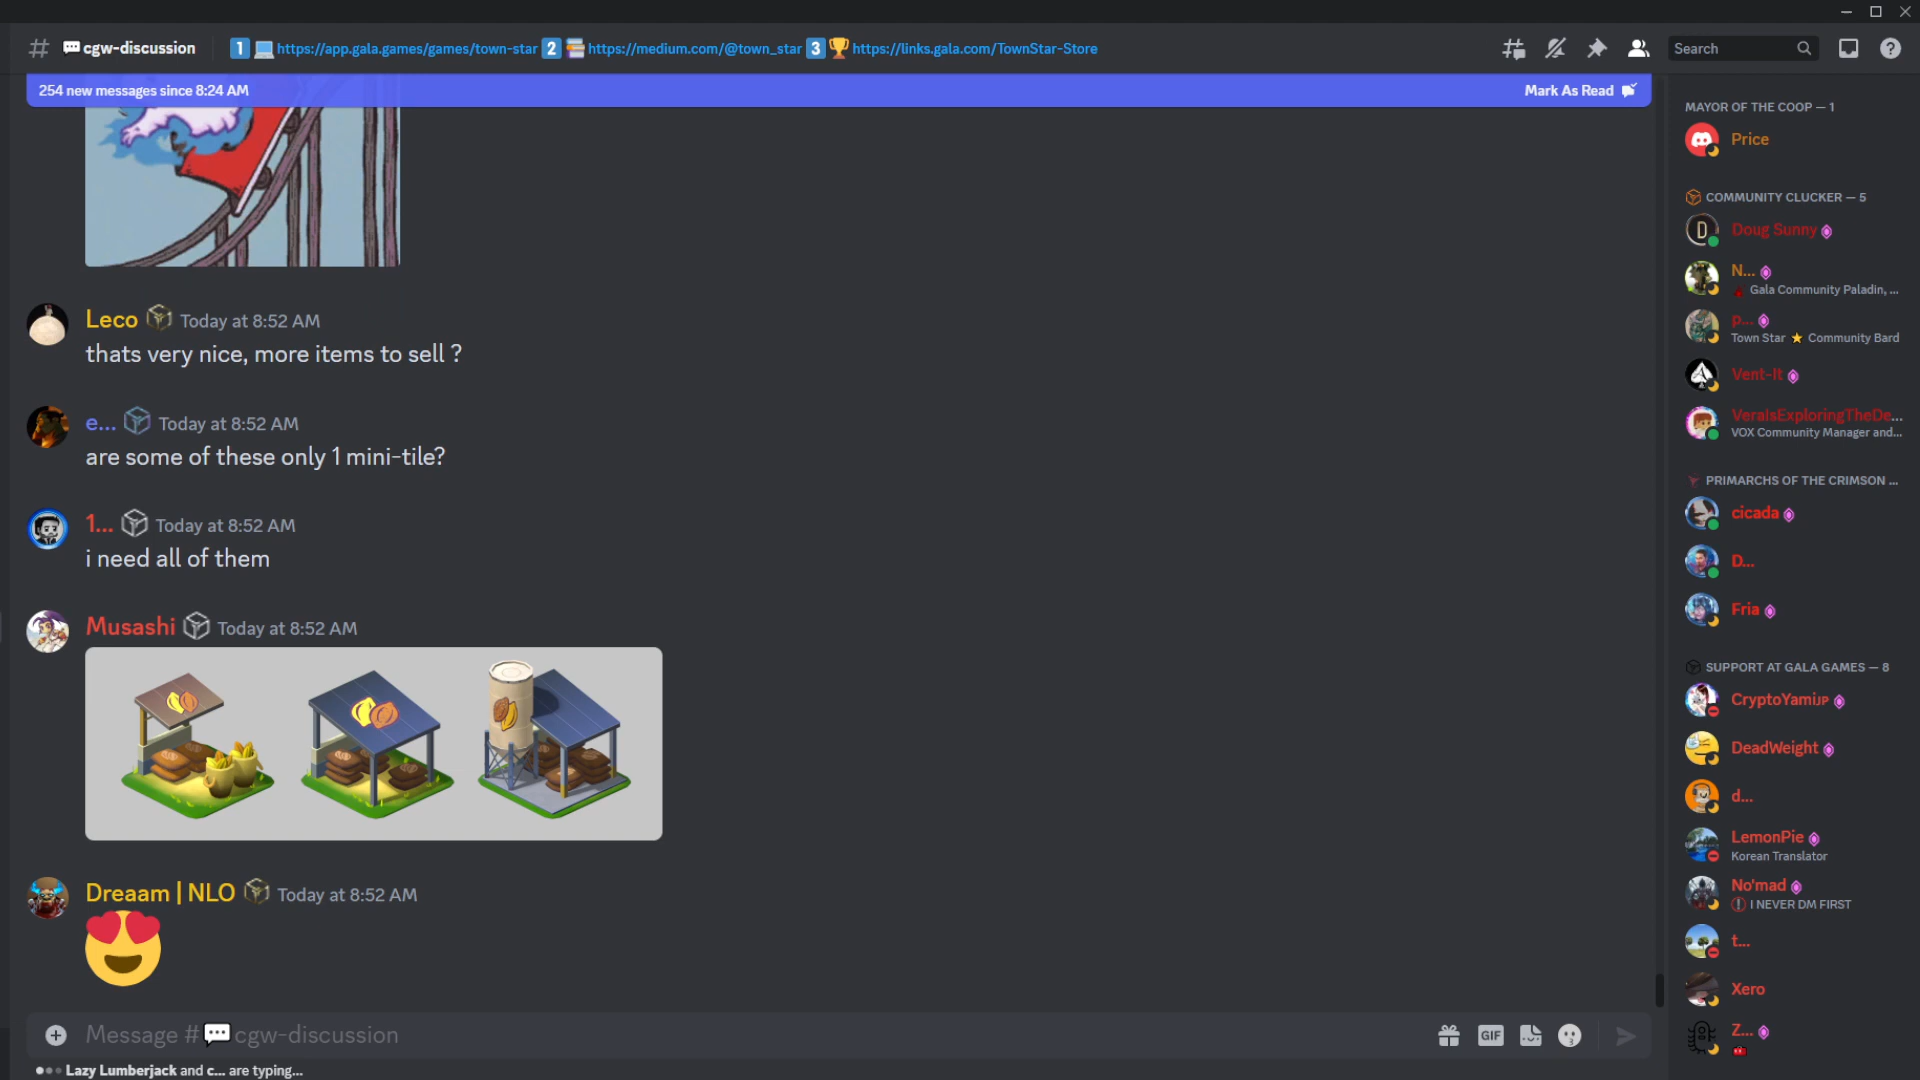 cgw-discussion
1 https://app.gala.games/games/town-star 2 https://medium.com/@town_star 3 https://links.gala.com/TownStar-Store
Search
254 new messages since 8:24 AM
Mark As Read
Leco Today at 8:52 AM
thats very nice, more items to sell ?
e... Today at 8:52 AM
are some of these only 1 mini-tile?
1... Today at 8:52 AM
i need all of them
Musashi Today at 8:52 AM
Dreaam | NLO Today at 8:52 AM
Message # cgw-discussion
GIF
Lazy Lumberjack and c... are typing...
MAYOR OF THE COOP — 1
Price
COMMUNITY CLUCKER — 5
D
Doug Sunny
N...
Gala Community Paladin, ...
p...
Town Star ⭐ Community Bard
Vent-It
VeraIsExploringTheDe...
VOX Community Manager and...
PRIMARCHS OF THE CRIMSON ...
cicada
D...
Fria
SUPPORT AT GALA GAMES — 8
CryptoYamiJP
DeadWeight
d...
LemonPie
Korean Translator
No'mad
I NEVER DM FIRST
t...
Xero
Z...